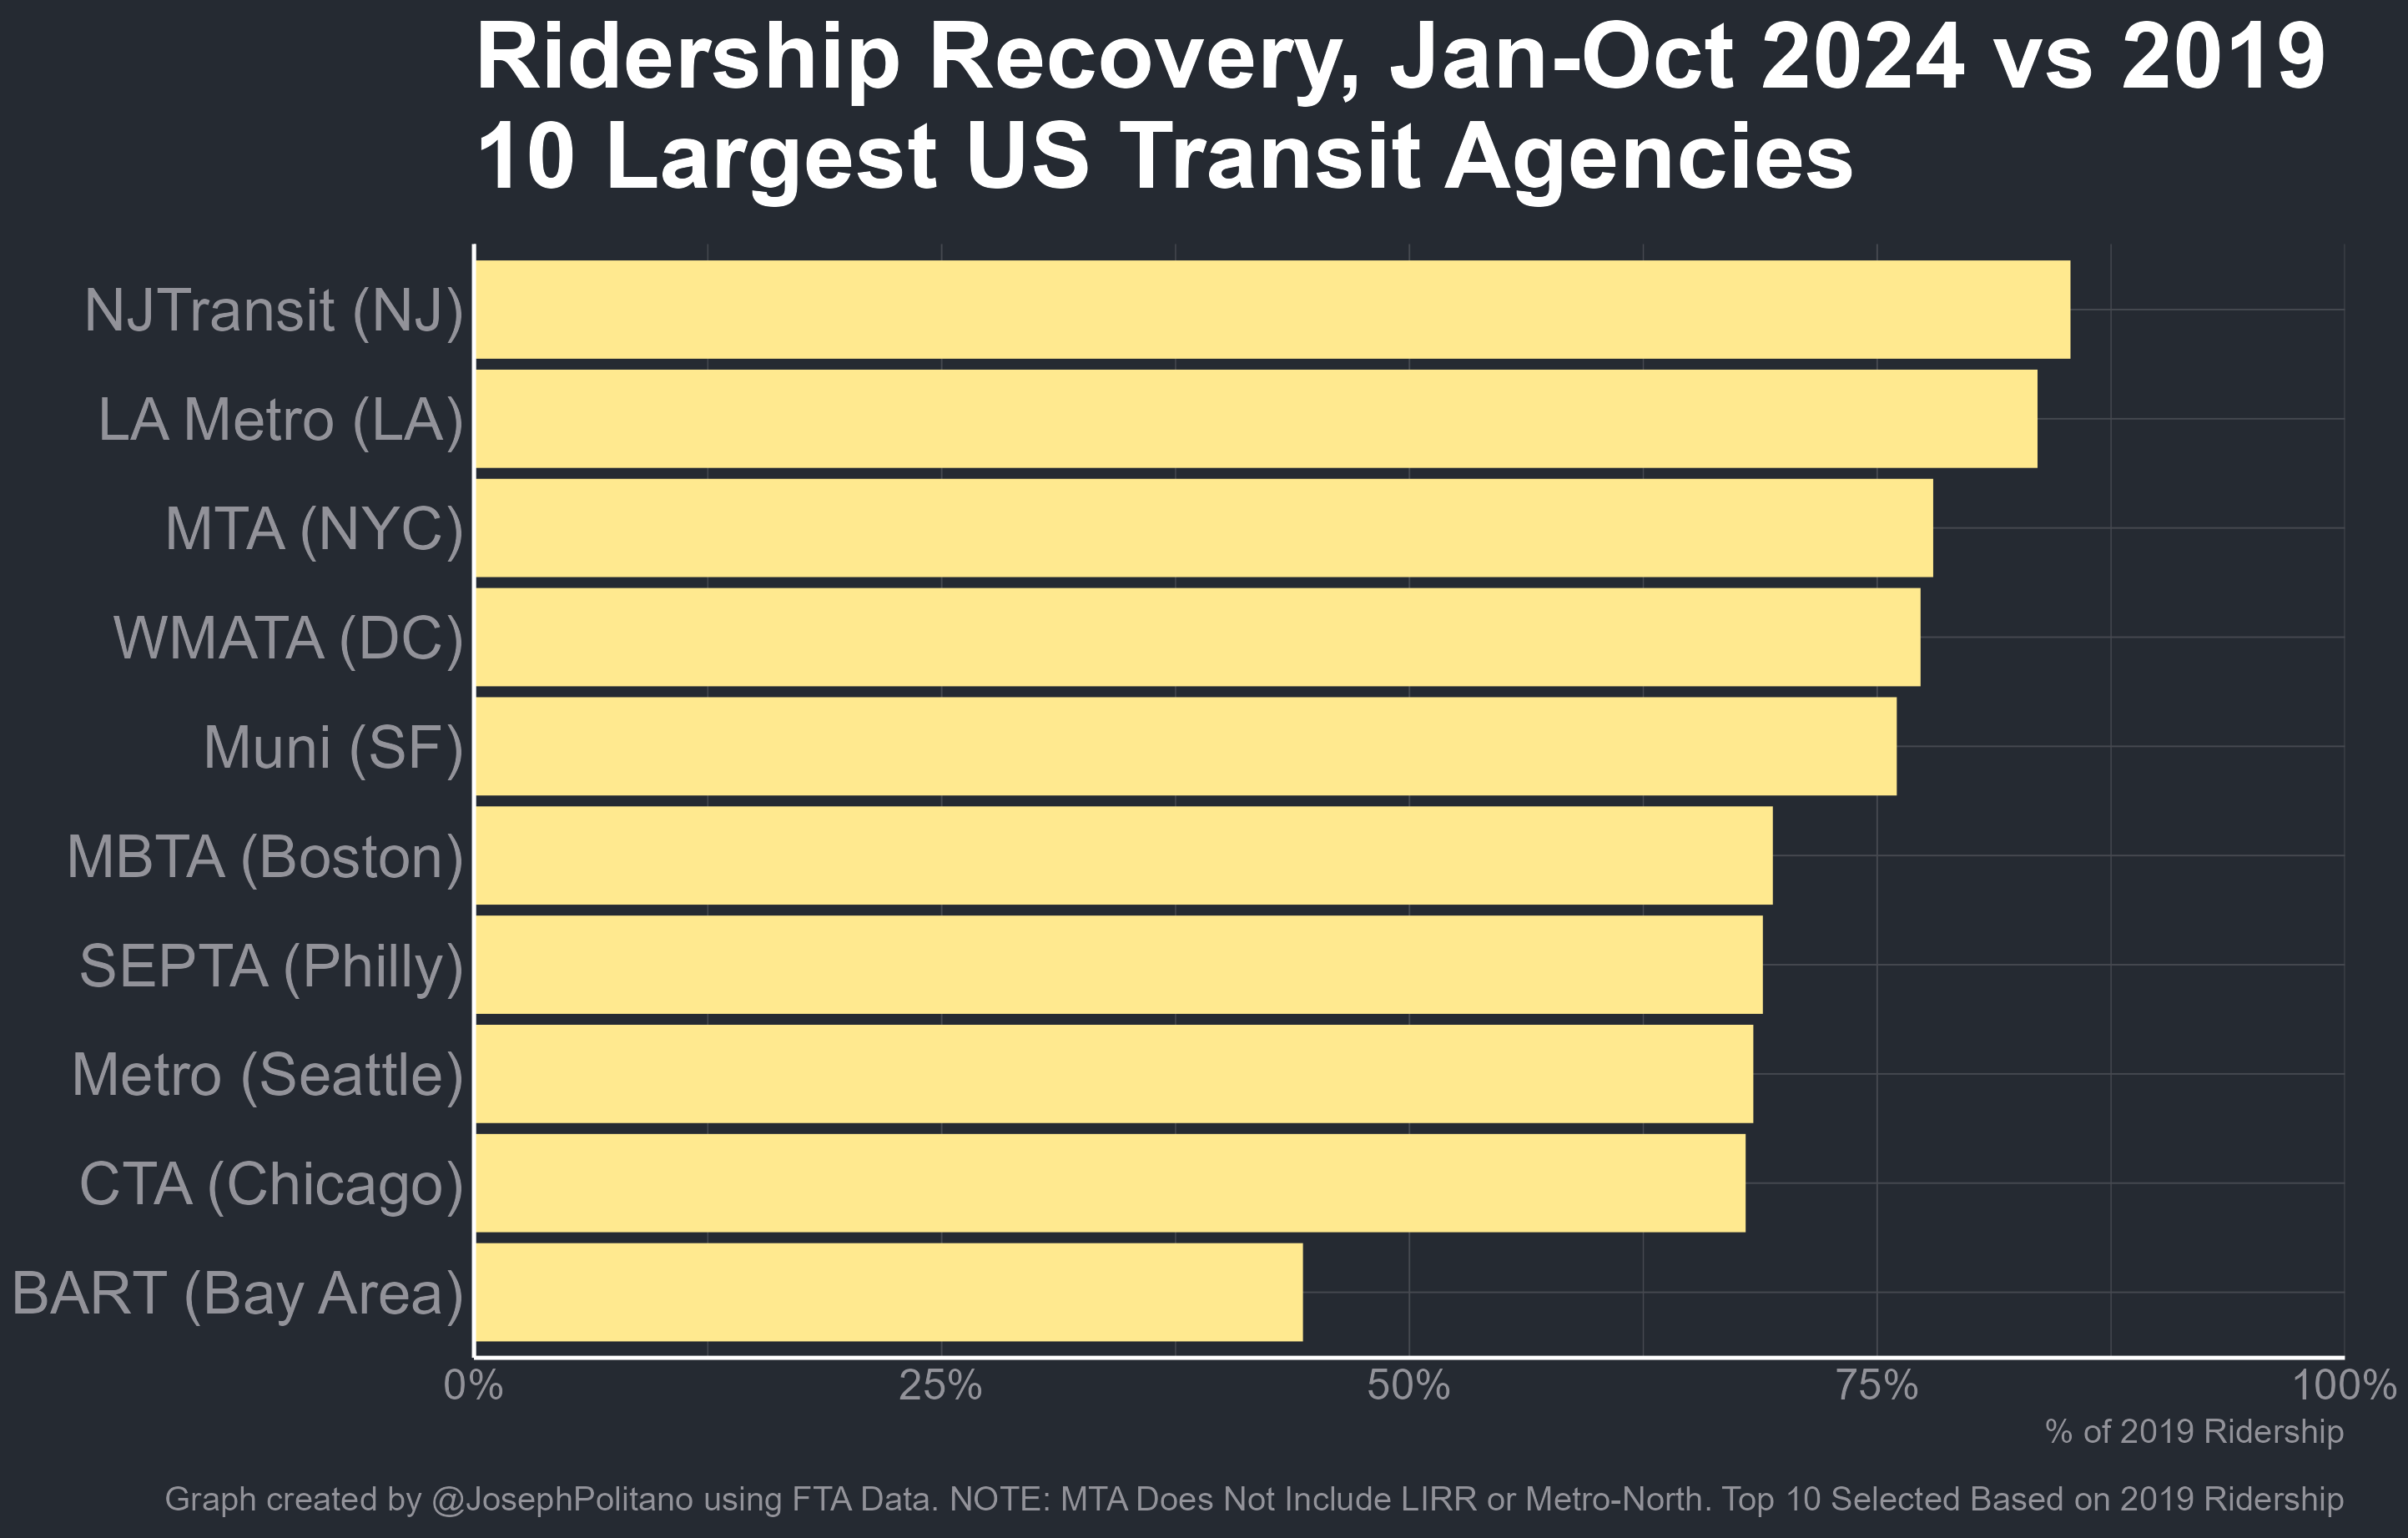 Ridership Recovery, Jan-Oct 2024 vs 2019
10 Largest US Transit Agencies
NJTransit (NJ)
LA Metro (LA)
MTA (NYC)
WMATA (DC)
Muni (SF)
MBTA (Boston)
SEPTA (Philly)
Metro (Seattle)
CTA (Chicago)
BART (Bay Area)
0% 25% 50% 75% 100%
% of 2019 Ridership
Graph created by @JosephPolitano using FTA Data. NOTE: MTA Does Not Include LIRR or Metro-North. Top 10 Selected Based on 2019 Ridership